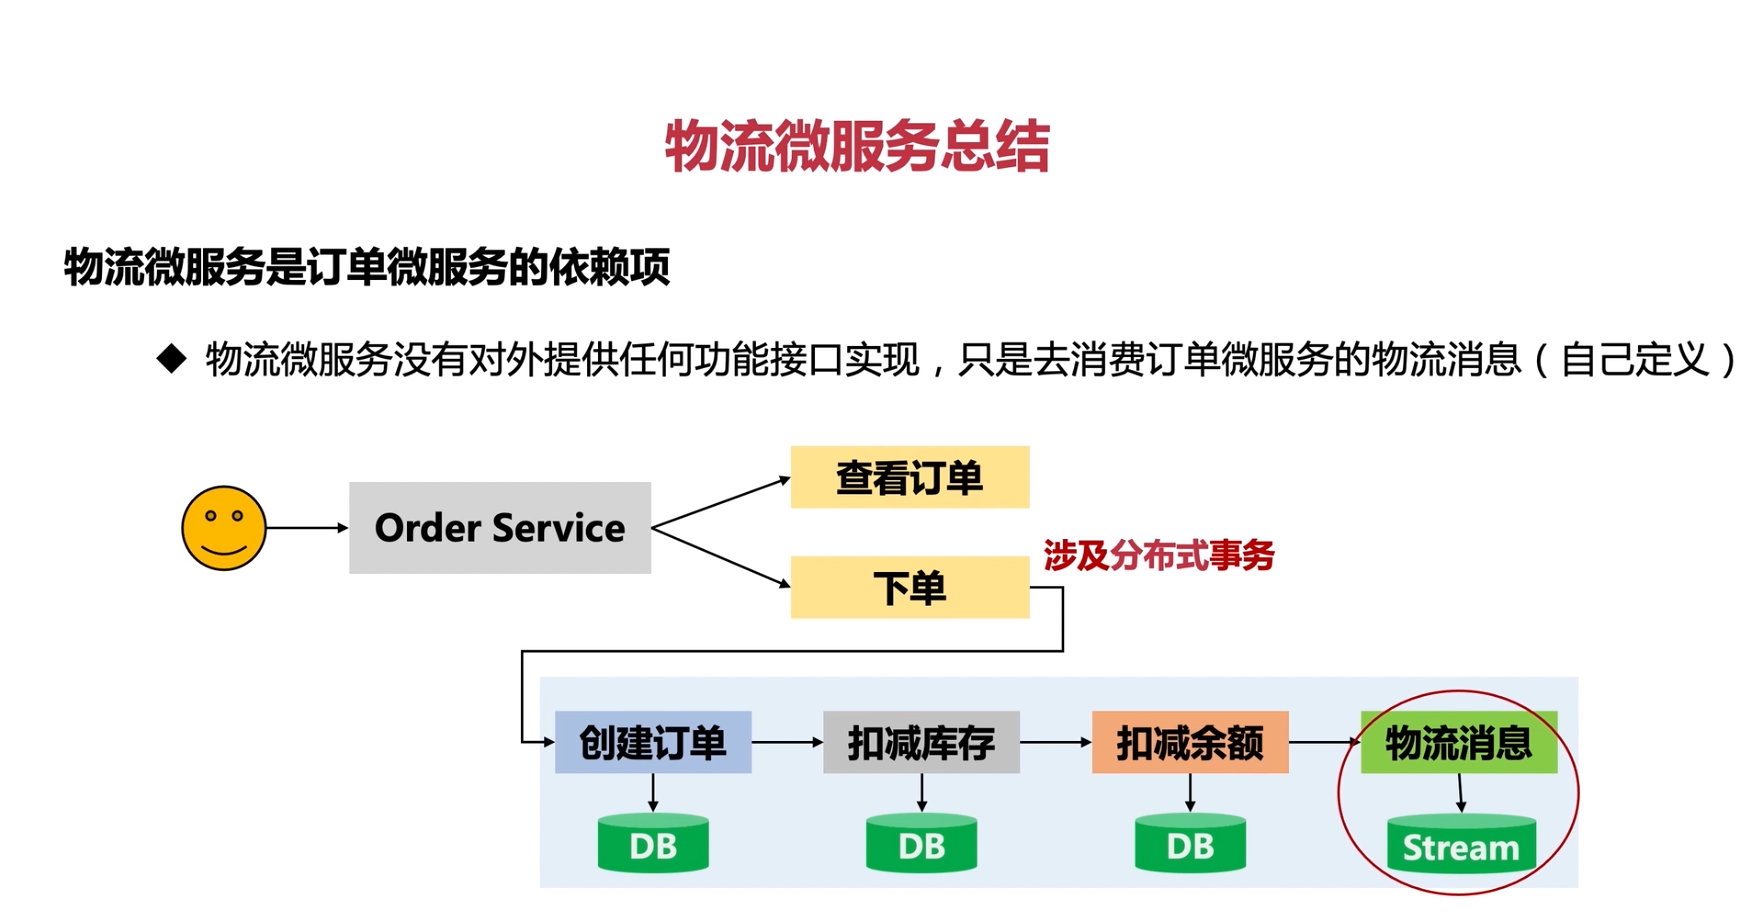 物流微服务总结
物流微服务是订单微服务的依赖项
◆ 物流微服务没有对外提供任何功能接口实现，只是去消费订单微服务的物流消息（自己定义）
查看订单
Order Service
涉及分布式事务
下单
创建订单
扣减库存
扣减余额
物流消息
DB
DB
DB
Stream